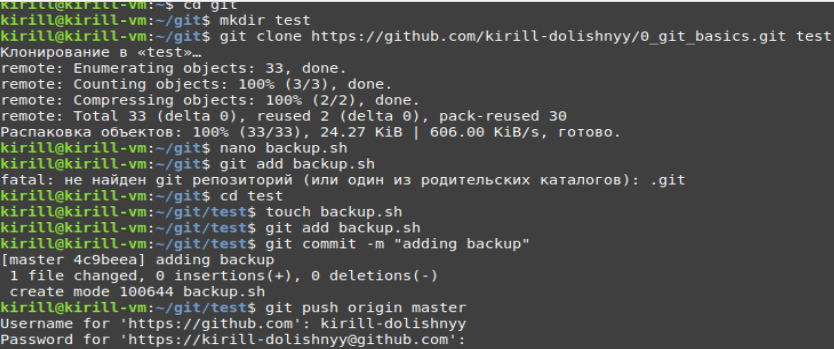 kirill@kirill-vm:~$ cd git
kirill@kirill-vm:~/git$ mkdir test
kirill@kirill-vm:~/git$ git clone https://github.com/kirill-dolishnyy/0_git_basics.git test
Клонирование в «test»…
remote: Enumerating objects: 33, done.
remote: Counting objects: 100% (3/3), done.
remote: Compressing objects: 100% (2/2), done.
remote: Total 33 (delta 0), reused 2 (delta 0), pack-reused 30
Распаковка объектов: 100% (33/33), 24.27 KiB | 606.00 KiB/s, готово.
kirill@kirill-vm:~/git$ nano backup.sh
kirill@kirill-vm:~/git$ git add backup.sh
fatal: не найден git репозиторий (или один из родительских каталогов): .git
kirill@kirill-vm:~/git$ cd test
kirill@kirill-vm:~/git/test$ touch backup.sh
kirill@kirill-vm:~/git/test$ git add backup.sh
kirill@kirill-vm:~/git/test$ git commit -m "adding backup"
[master 4c9beea] adding backup
 1 file changed, 0 insertions(+), 0 deletions(-)
 create mode 100644 backup.sh
kirill@kirill-vm:~/git/test$ git push origin master
Username for 'https://github.com': kirill-dolishnyy
Password for 'https://kirill-dolishnyy@github.com':